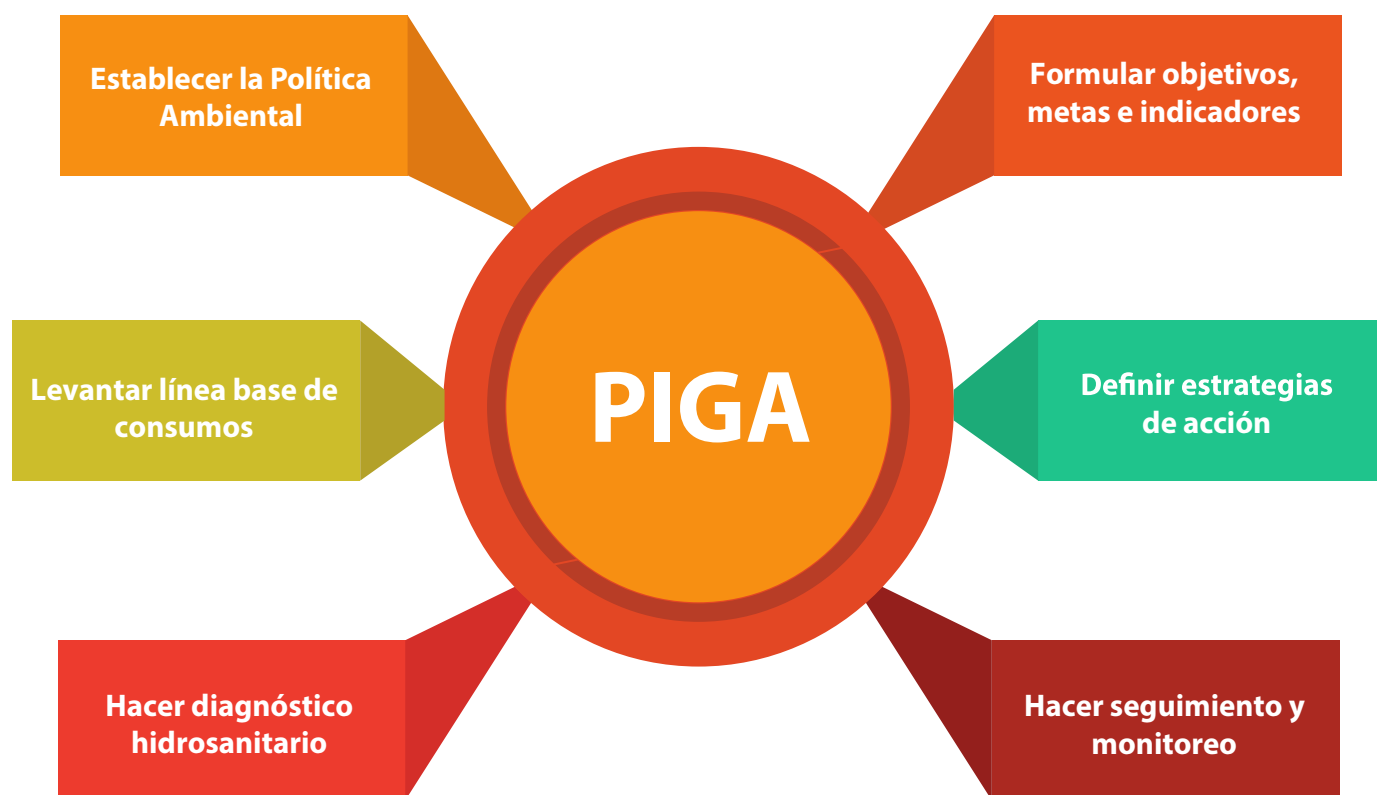 Establecer la Política
Ambiental
Formular objetivos,
metas e indicadores
Levantar línea base de
consumos
PIGA
Definir estrategias
de acción
Hacer diagnóstico
hidrosanitario
Hacer seguimiento y
monitoreo